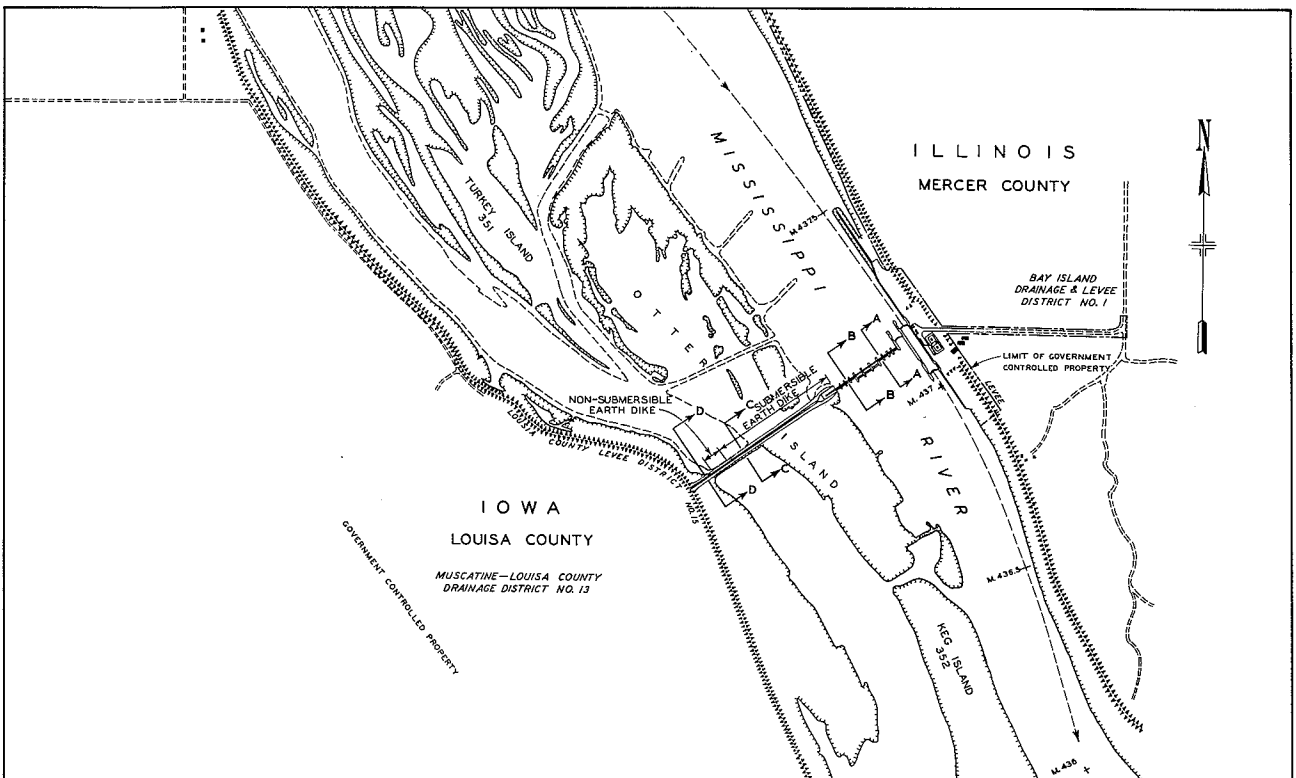 ILLINOIS
MERCER COUNTY
N
MISSISSIPPI
RIVER
TURKEY
ISLAND
351
OTTER
ISLAND
M.437.5
BAY ISLAND
DRAINAGE & LEVEE
DISTRICT NO. 1
LIMIT OF GOVERNMENT
CONTROLLED PROPERTY
LEVEE
A
A
B
B
M. 437
SUBMERSIBLE
EARTH DIKE
C
C
NON-SUBMERSIBLE
EARTH DIKE
D
D
LOUISA COUNTY LEVEE DISTRICT NO. 15
IOWA
LOUISA COUNTY
MUSCATINE-LOUISA COUNTY
DRAINAGE DISTRICT NO. 13
GOVERNMENT CONTROLLED PROPERTY
M. 436.5
KEG ISLAND
352
M. 436